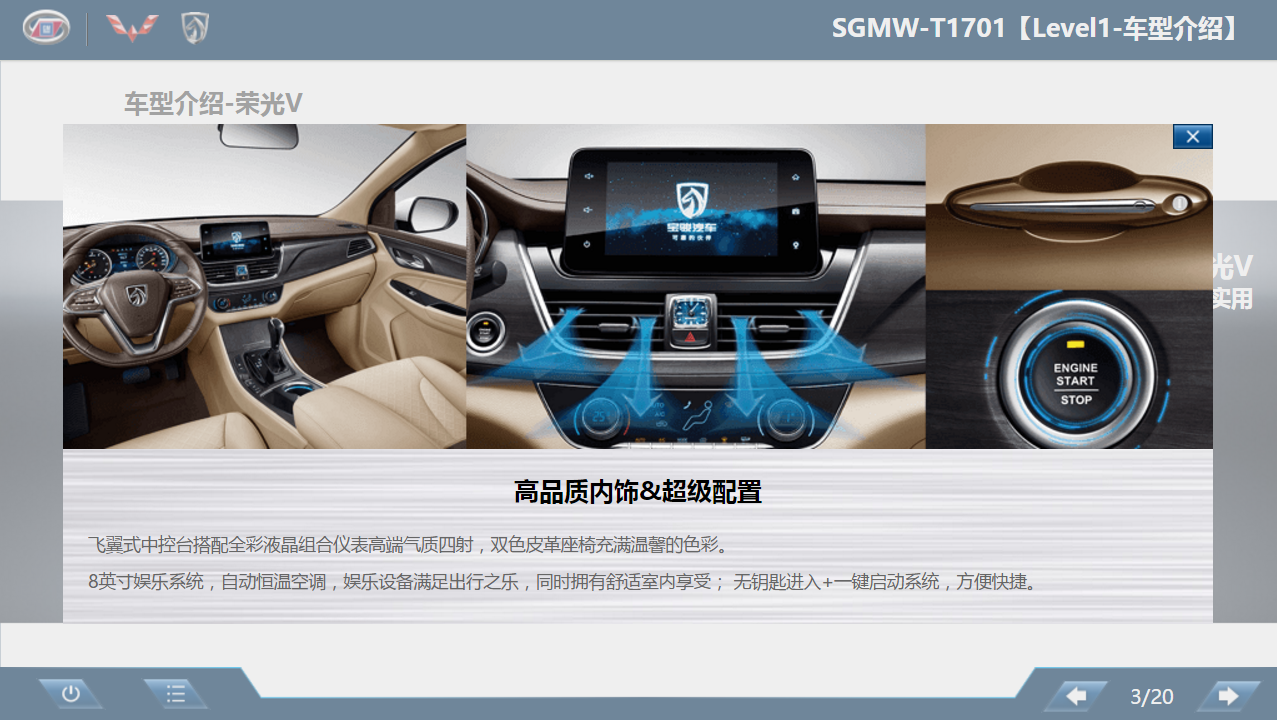 SGMW-T1701【Level1-车型介绍】
车型介绍-荣光V
宝骏汽车
可靠的伙伴
光V
实用
ENGINE
START
STOP
高品质内饰&超级配置
飞翼式中控台搭配全彩液晶组合仪表高端气质四射，双色皮革座椅充满温馨的色彩。
8英寸娱乐系统，自动恒温空调，娱乐设备满足出行之乐，同时拥有舒适室内享受； 无钥匙进入+一键启动系统，方便快捷。
3/20